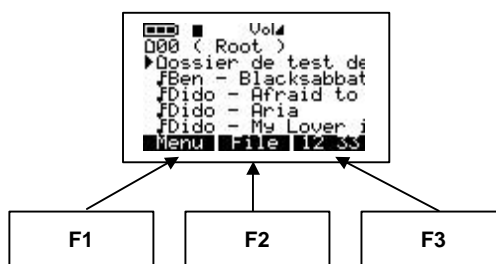 Vol
000 ( Root )
Dossier de test de
Ben - Blacksabbat
Dido - Afraid to
Dido - Aria
Dido - My Lover i
Menu File 12 33
F1 F2 F3